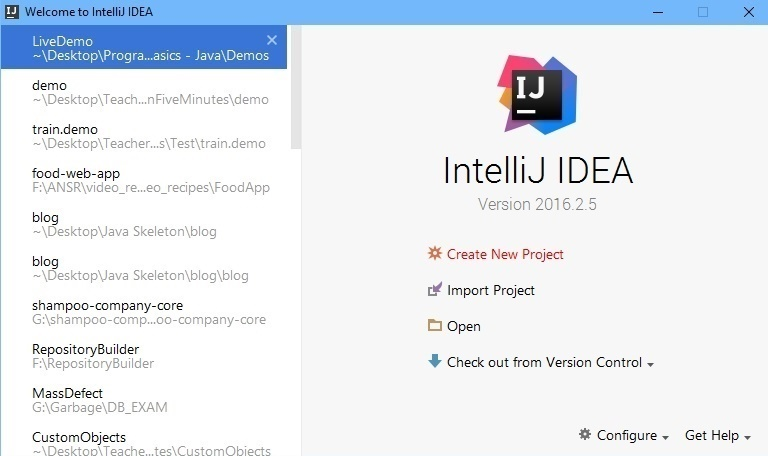 Welcome to IntelliJ IDEA
LiveDemo
~\Desktop\Progra...asics - Java\Demos
demo
~\Desktop\Teach...nFiveMinutes\demo
train.demo
~\Desktop\Teacher...s\Test\train.demo
food-web-app
F:\ANSR\video_re...eo_recipes\FoodApp
blog
~\Desktop\Java Skeleton\blog
blog
~\Desktop\Java Skeleton\blog\blog
shampoo-company-core
G:\shampoo-comp...oo-company-core
RepositoryBuilder
F:\RepositoryBuilder
MassDefect
G:\Garbage\DB_EXAM
CustomObjects
~\Desktop\Teache...tes\CustomObjects
IJ
IntelliJ IDEA
Version 2016.2.5
Create New Project
Import Project
Open
Check out from Version Control
Configure Get Help